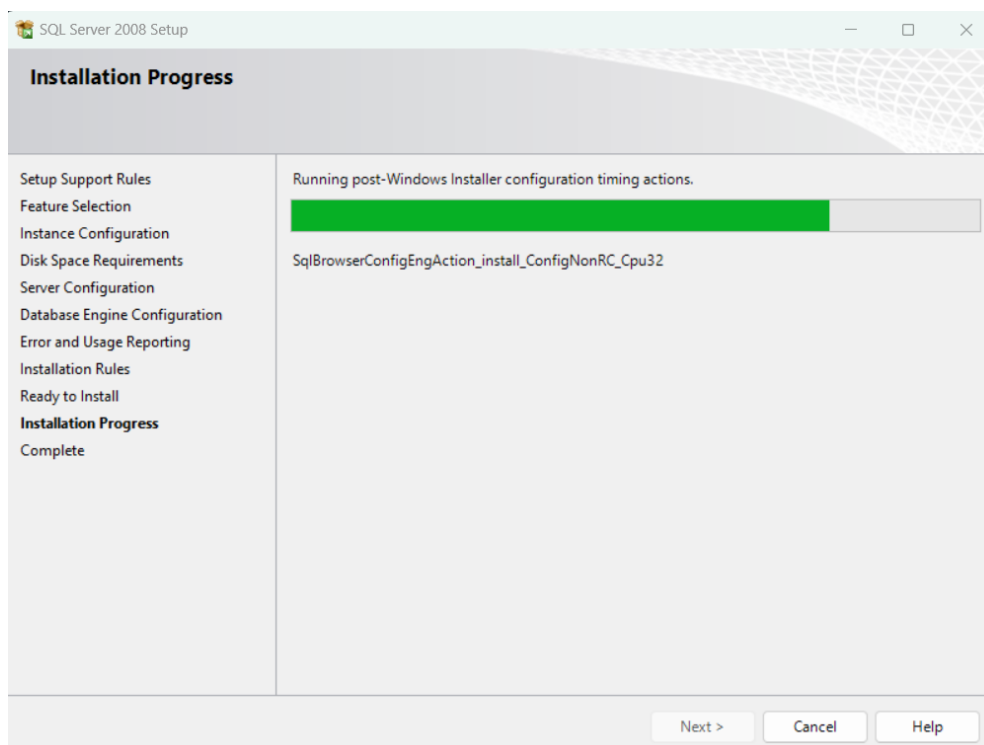 SQL Server 2008 Setup
Installation Progress
Setup Support Rules
Feature Selection
Instance Configuration
Disk Space Requirements
Server Configuration
Database Engine Configuration
Error and Usage Reporting
Installation Rules
Ready to Install
Installation Progress
Complete
Running post-Windows Installer configuration timing actions.
SqlBrowserConfigEngAction_install_ConfigNonRC_Cpu32
Next >
Cancel
Help